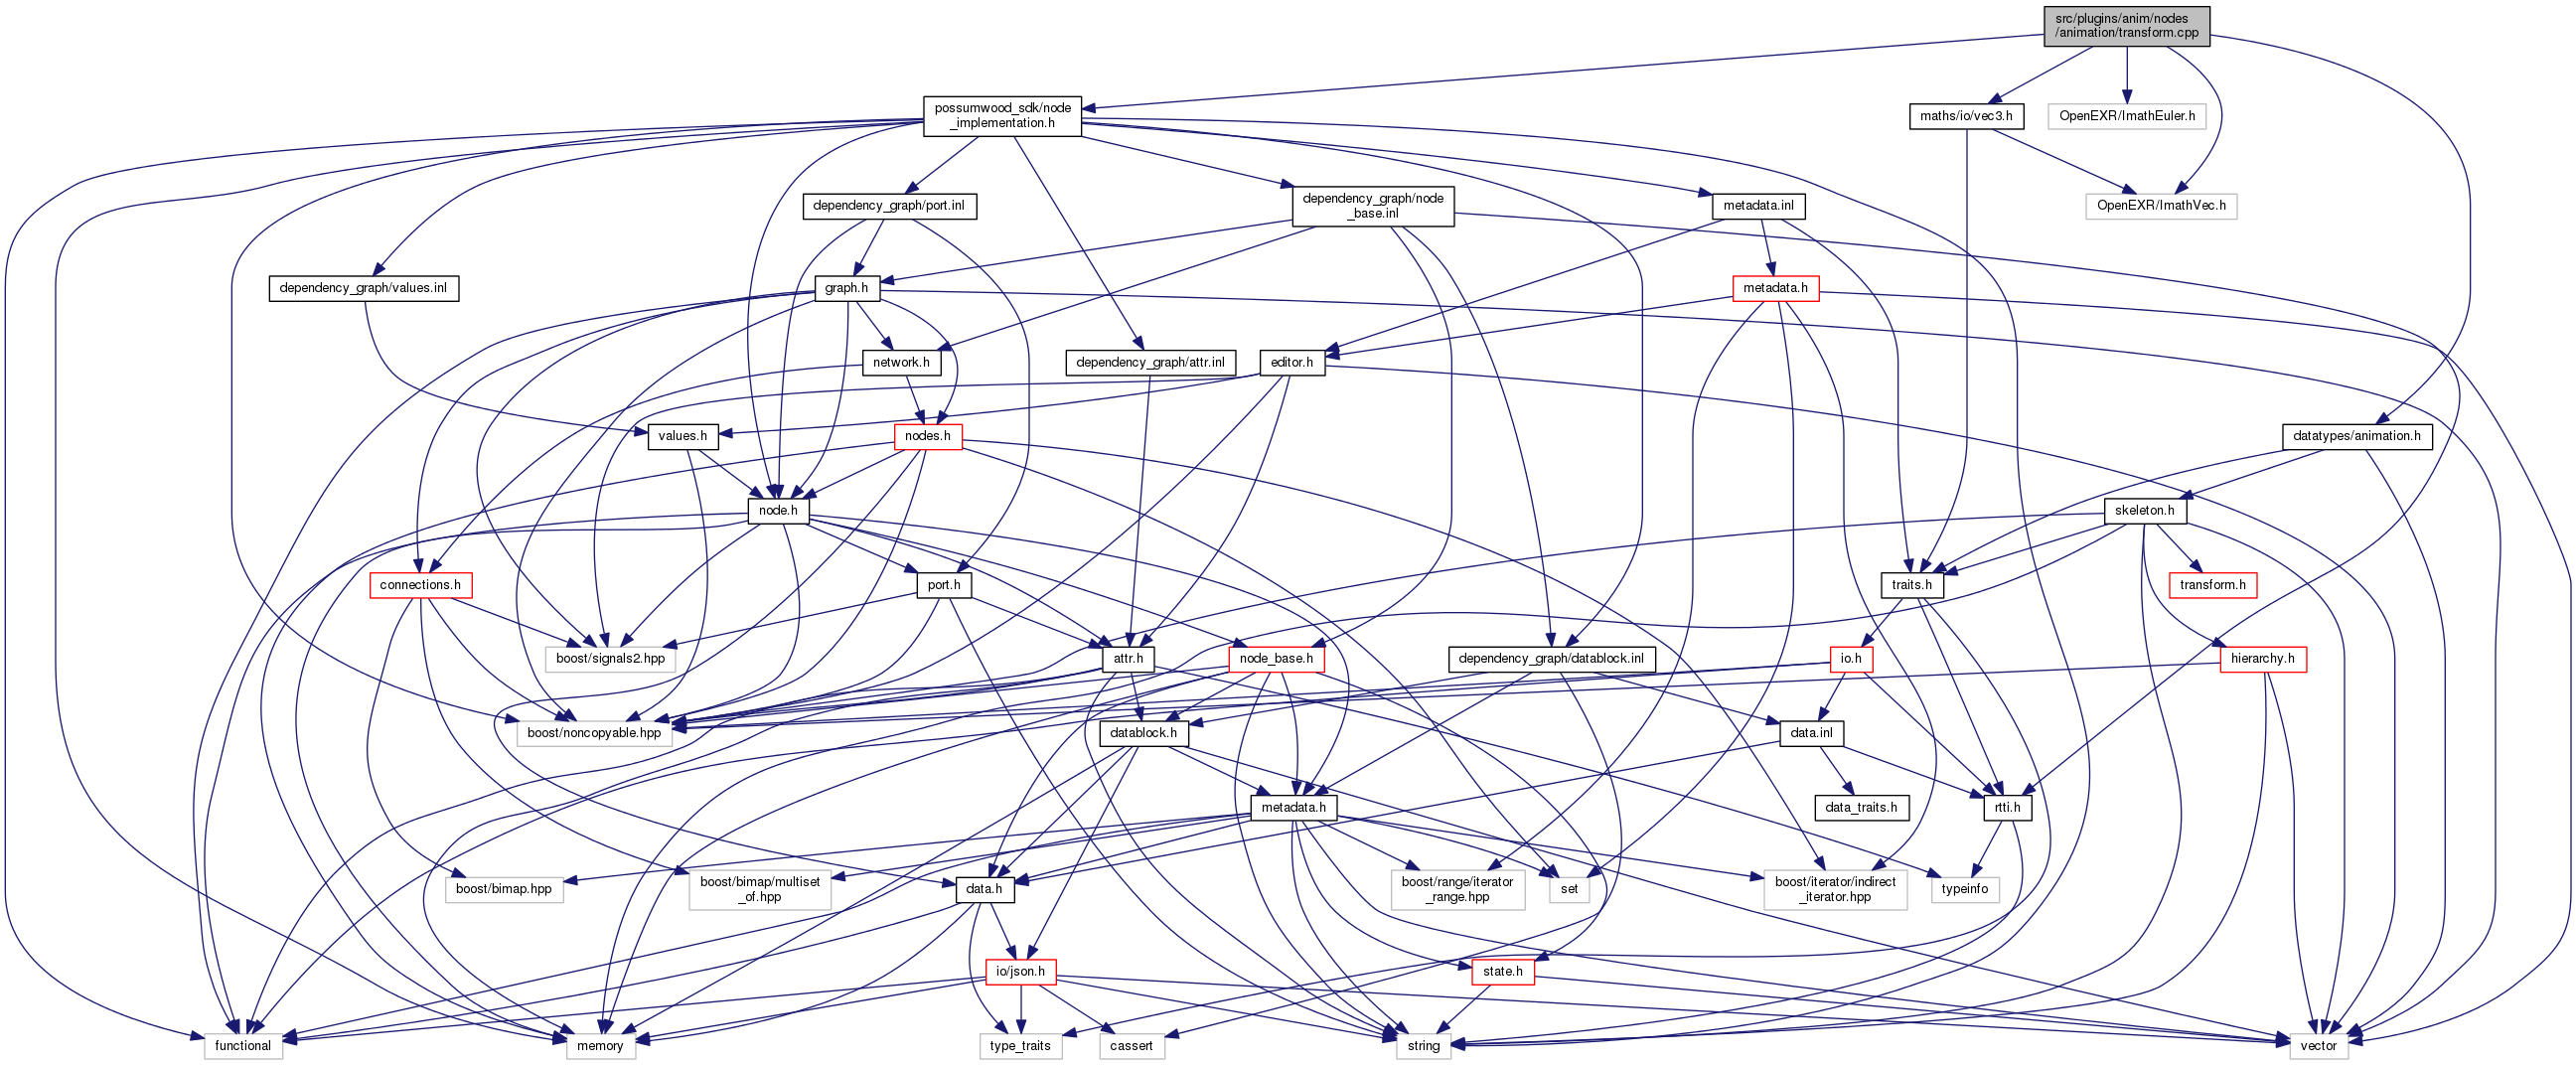 src/plugins/anim/nodes
/animation/transform.cpp
possumwood_sdk/node
_implementation.h
maths/io/vec3.h
OpenEXR/ImathEuler.h
dependency_graph/port.inl
dependency_graph/node
_base.inl
metadata.inl
OpenEXR/ImathVec.h
dependency_graph/values.inl
graph.h
metadata.h
network.h
dependency_graph/attr.inl
editor.h
values.h
nodes.h
datatypes/animation.h
node.h
skeleton.h
connections.h
port.h
traits.h
transform.h
boost/signals2.hpp
attr.h
node_base.h
dependency_graph/datablock.inl
io.h
hierarchy.h
boost/noncopyable.hpp
datablock.h
data.inl
metadata.h
data_traits.h
rtti.h
boost/bimap.hpp
boost/bimap/multiset
_of.hpp
data.h
boost/range/iterator
_range.hpp
set
boost/iterator/indirect
_iterator.hpp
typeinfo
io/json.h
state.h
functional
memory
type_traits
cassert
string
vector